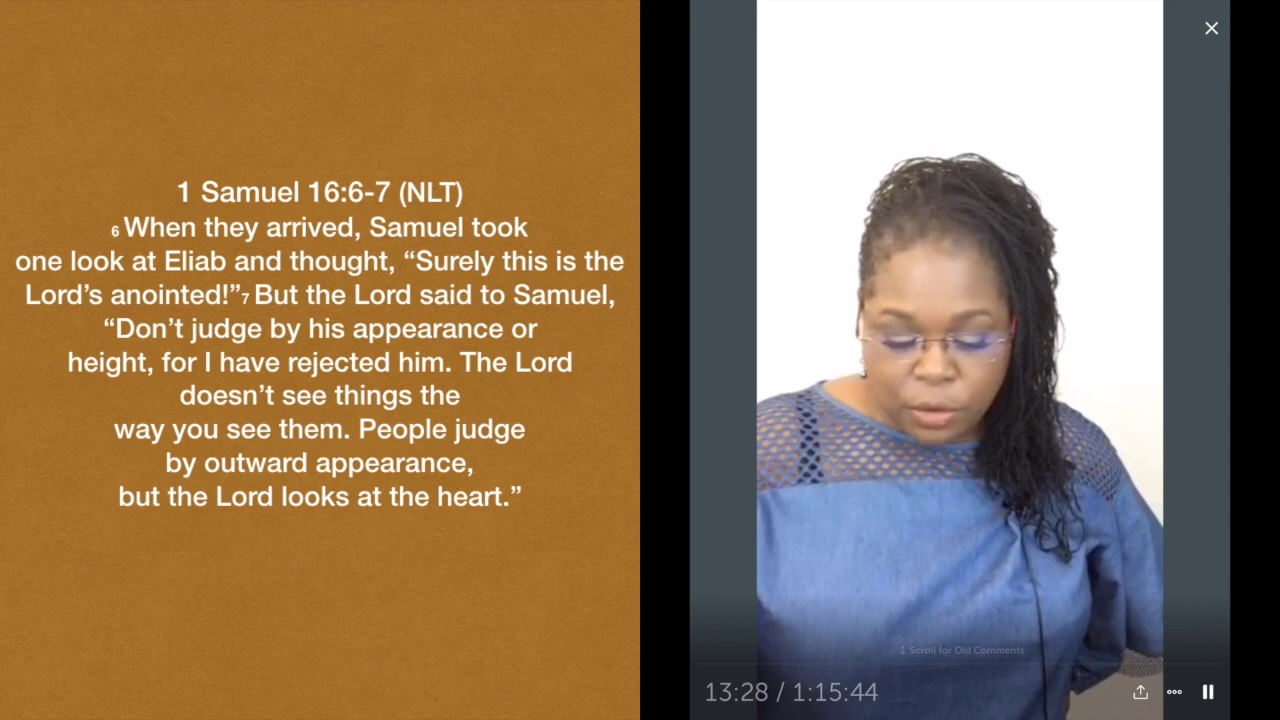 1 Samuel 16:6-7 (NLT)
6 When they arrived, Samuel took
one look at Eliab and thought, “Surely this is the
Lord’s anointed!”7 But the Lord said to Samuel,
“Don’t judge by his appearance or
height, for I have rejected him. The Lord
doesn’t see things the
way you see them. People judge
by outward appearance,
but the Lord looks at the heart.”
Scroll for Old Comments
13:28 / 1:15:44